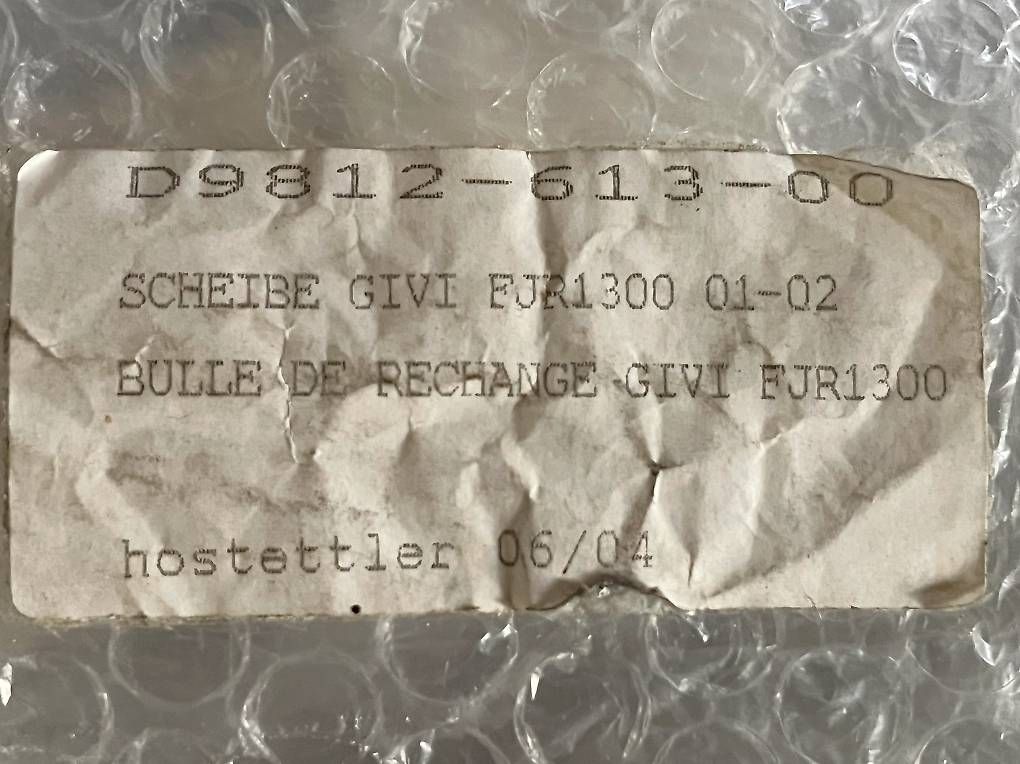 D9812-613-00
SCHEIBE GIVI FJR1300 01-02
BULLE DE RECHANGE GIVI FJR1300
hostettler 06/04